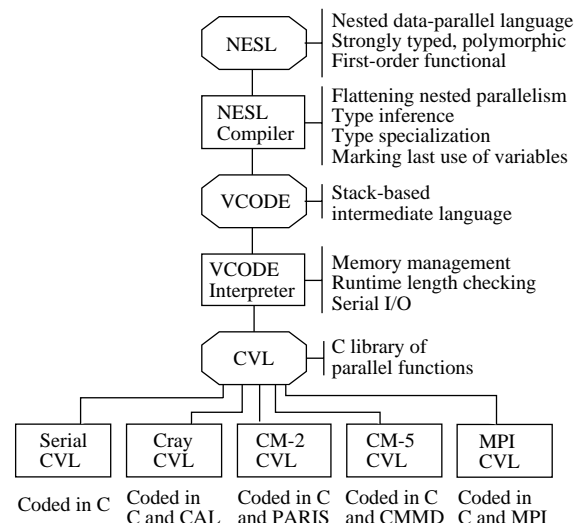 NESL
Nested data-parallel language
Strongly typed, polymorphic
First-order functional
NESL
Compiler
Flattening nested parallelism
Type inference
Type specialization
Marking last use of variables
VCODE
Stack-based
intermediate language
VCODE
Interpreter
Memory management
Runtime length checking
Serial I/O
CVL
C library of
parallel functions
Serial
CVL
Cray
CVL
CM-2
CVL
CM-5
CVL
MPI
CVL
Coded in C
Coded in
C and CAL
Coded in C
and PARIS
Coded in C
and CMMD
Coded in
C and MPI